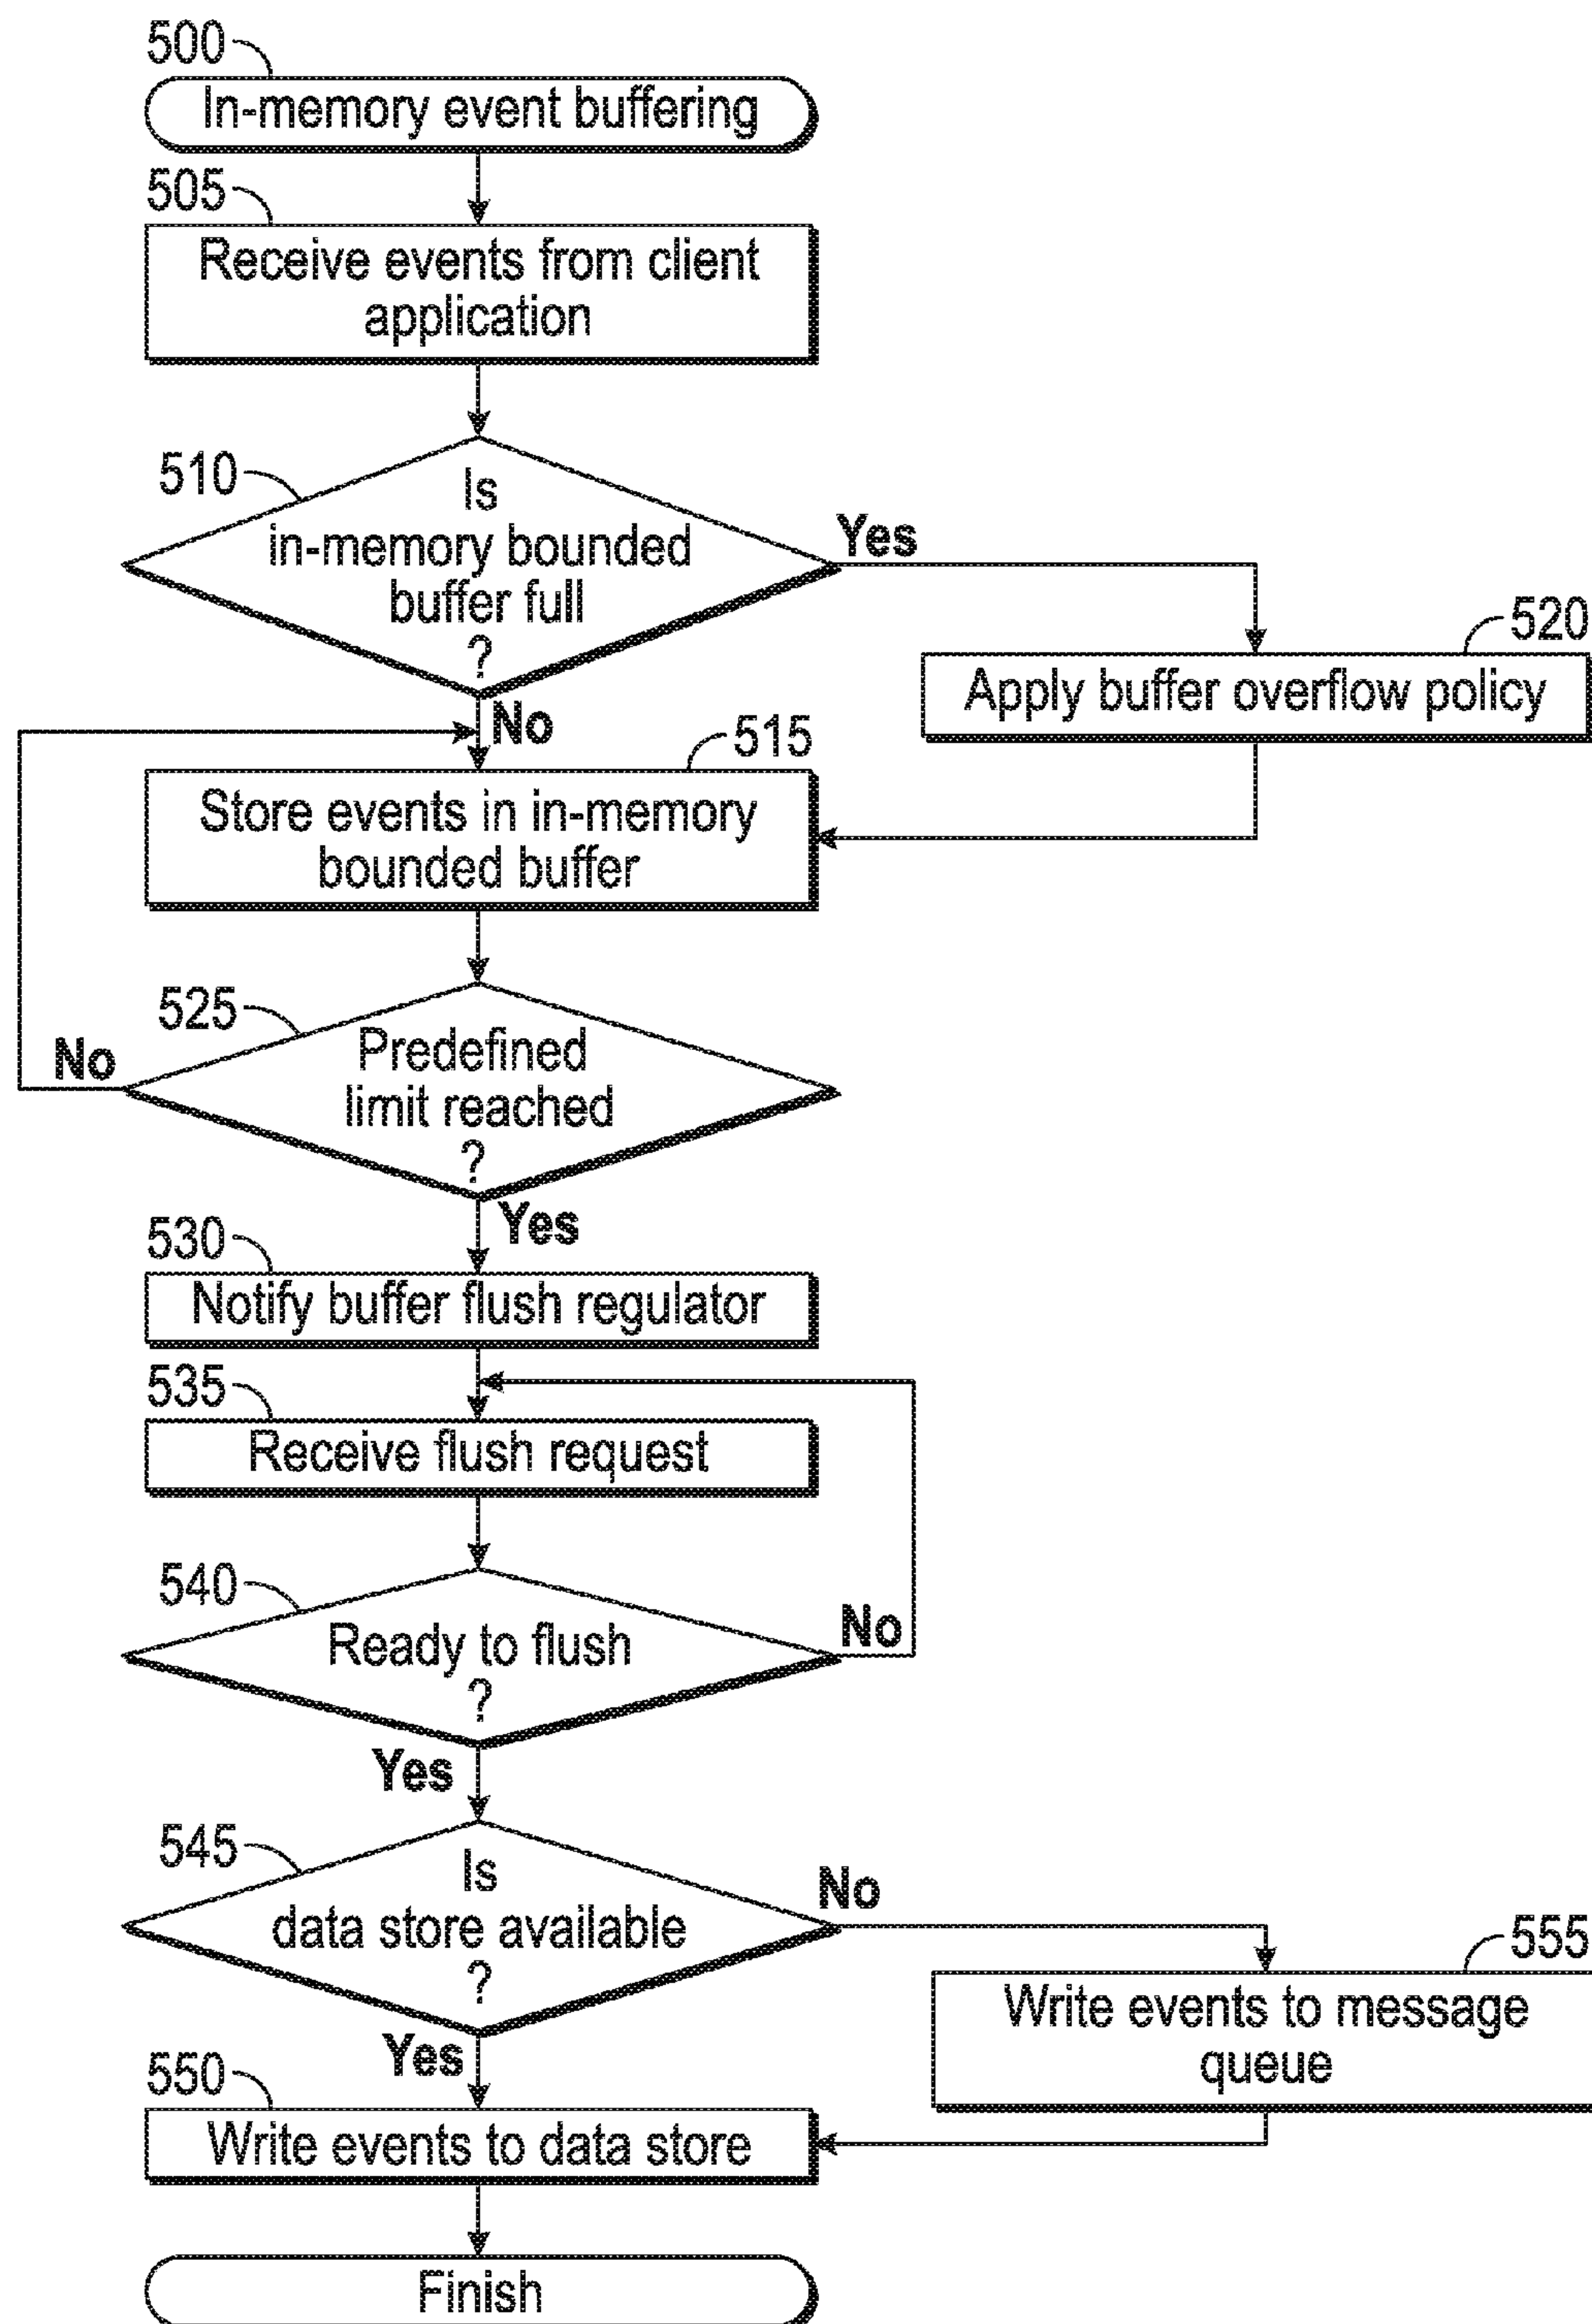 500
In-memory event buffering
505
Receive events from client
application
510
Is
in-memory bounded
buffer full
?
Yes
520
Apply buffer overflow policy
No
515
Store events in in-memory
bounded buffer
525
Predefined
limit reached
?
No
Yes
530
Notify buffer flush regulator
535
Receive flush request
540
Ready to flush
?
No
Yes
545
Is
data store available
?
No
555
Write events to message
queue
Yes
550
Write events to data store
Finish